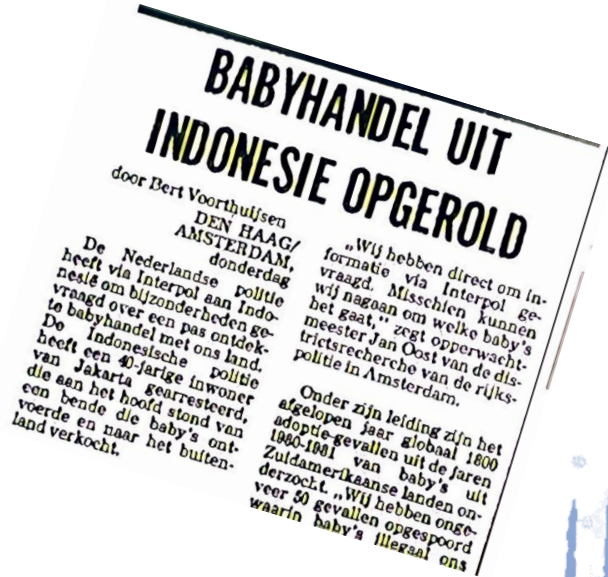 BABYHANDEL UIT
INDONESIE OPGEROLD
door Bert Voorthuijsen
DEN HAAG/
AMSTERDAM,
donderdag
De Nederlandse politie
heeft via Interpol aan Indo-
nesië om bijzonderheden ge-
vraagd over een pas ontdek-
te babyhandel met ons land.
De Indonesische politie
heeft een 40-jarige inwoner
van Jakarta gearresteerd,
die aan het hoofd stond van
een bende die baby's ont-
voerde en naar het buiten-
land verkocht.
„Wij hebben direct om in-
formatie via Interpol ge-
vraagd. Misschien kunnen
wij nagaan om welke baby's
het gaat,” zegt opperwacht-
meester Jan Oost van de dis-
trictsrecherche van de rijks-
politie in Amsterdam.
Onder zijn leiding zijn het
afgelopen jaar globaal 1800
adoptie-gevallen uit de jaren
1980-1981 van baby's uit
Zuidamerikaanse landen on-
derzocht. „Wij hebben onge-
veer 50 gevallen opgespoord
waarin baby's illegaal ons